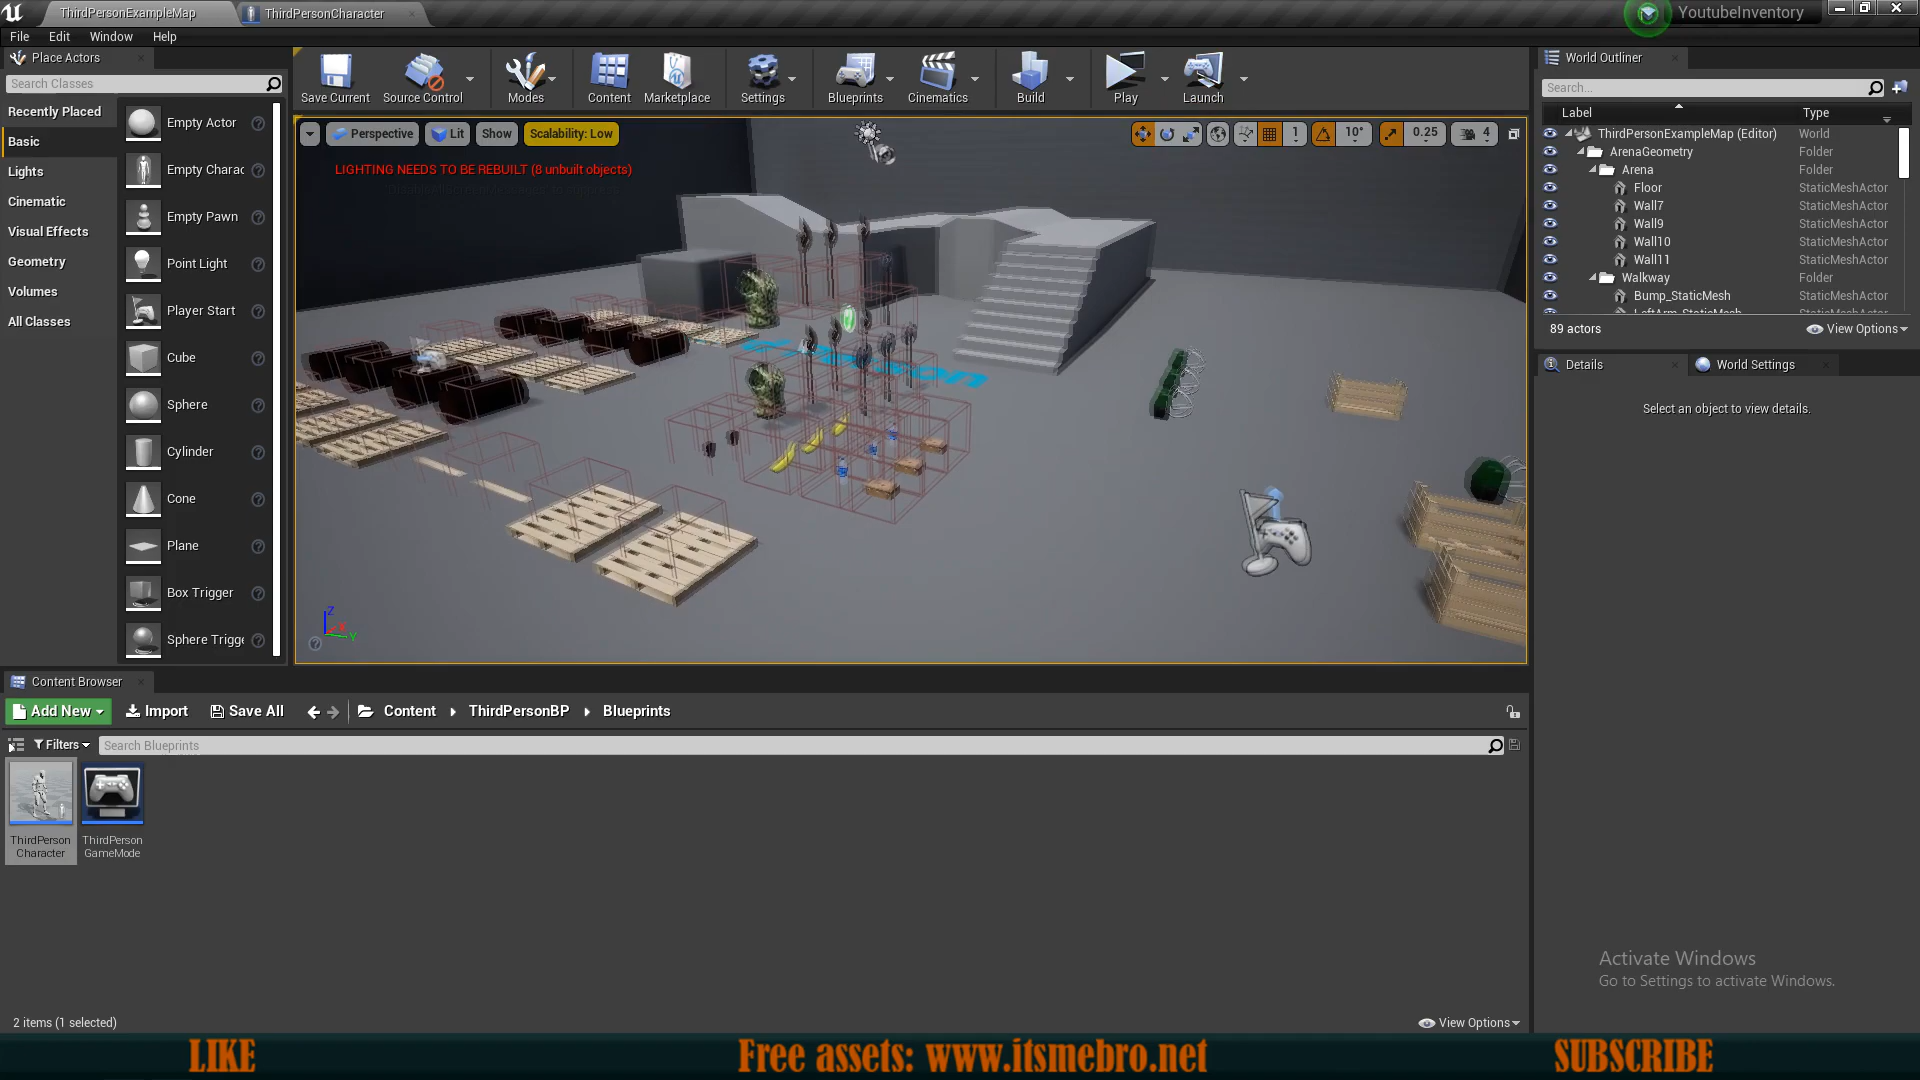 ThirdPersonExampleMap
ThirdPersonCharacter
YoutubeInventory
File Edit Window Help
Place Actors
Search Classes
Recently Placed
Basic
Lights
Cinematic
Visual Effects
Geometry
Volumes
All Classes
Empty Actor
Empty Charac
Empty Pawn
Point Light
Player Start
Cube
Sphere
Cylinder
Cone
Plane
Box Trigger
Sphere Trigge
Save Current
Source Control
Modes
Content
Marketplace
Settings
Blueprints
Cinematics
Build
Play
Launch
Perspective
Lit
Show
Scalability: Low
1
10°
0.25
4
LIGHTING NEEDS TO BE REBUILT (8 unbuilt objects)
Z
X
Y
World Outliner
Search...
Label Type
ThirdPersonExampleMap (Editor) World
ArenaGeometry Folder
Arena Folder
Floor StaticMeshActor
Wall7 StaticMeshActor
Wall9 StaticMeshActor
Wall10 StaticMeshActor
Wall11 StaticMeshActor
Walkway Folder
Bump_StaticMesh StaticMeshActor
LeftArm_StaticMesh StaticMeshActor
89 actors
View Options
Details
World Settings
Select an object to view details.
Content Browser
Add New
Import
Save All
Content
ThirdPersonBP
Blueprints
Filters
Search Blueprints
ThirdPerson
Character
ThirdPerson
GameMode
2 items (1 selected)
View Options
Activate Windows
Go to Settings to activate Windows.
LIKE
Free assets: www.itsmebro.net
SUBSCRIBE